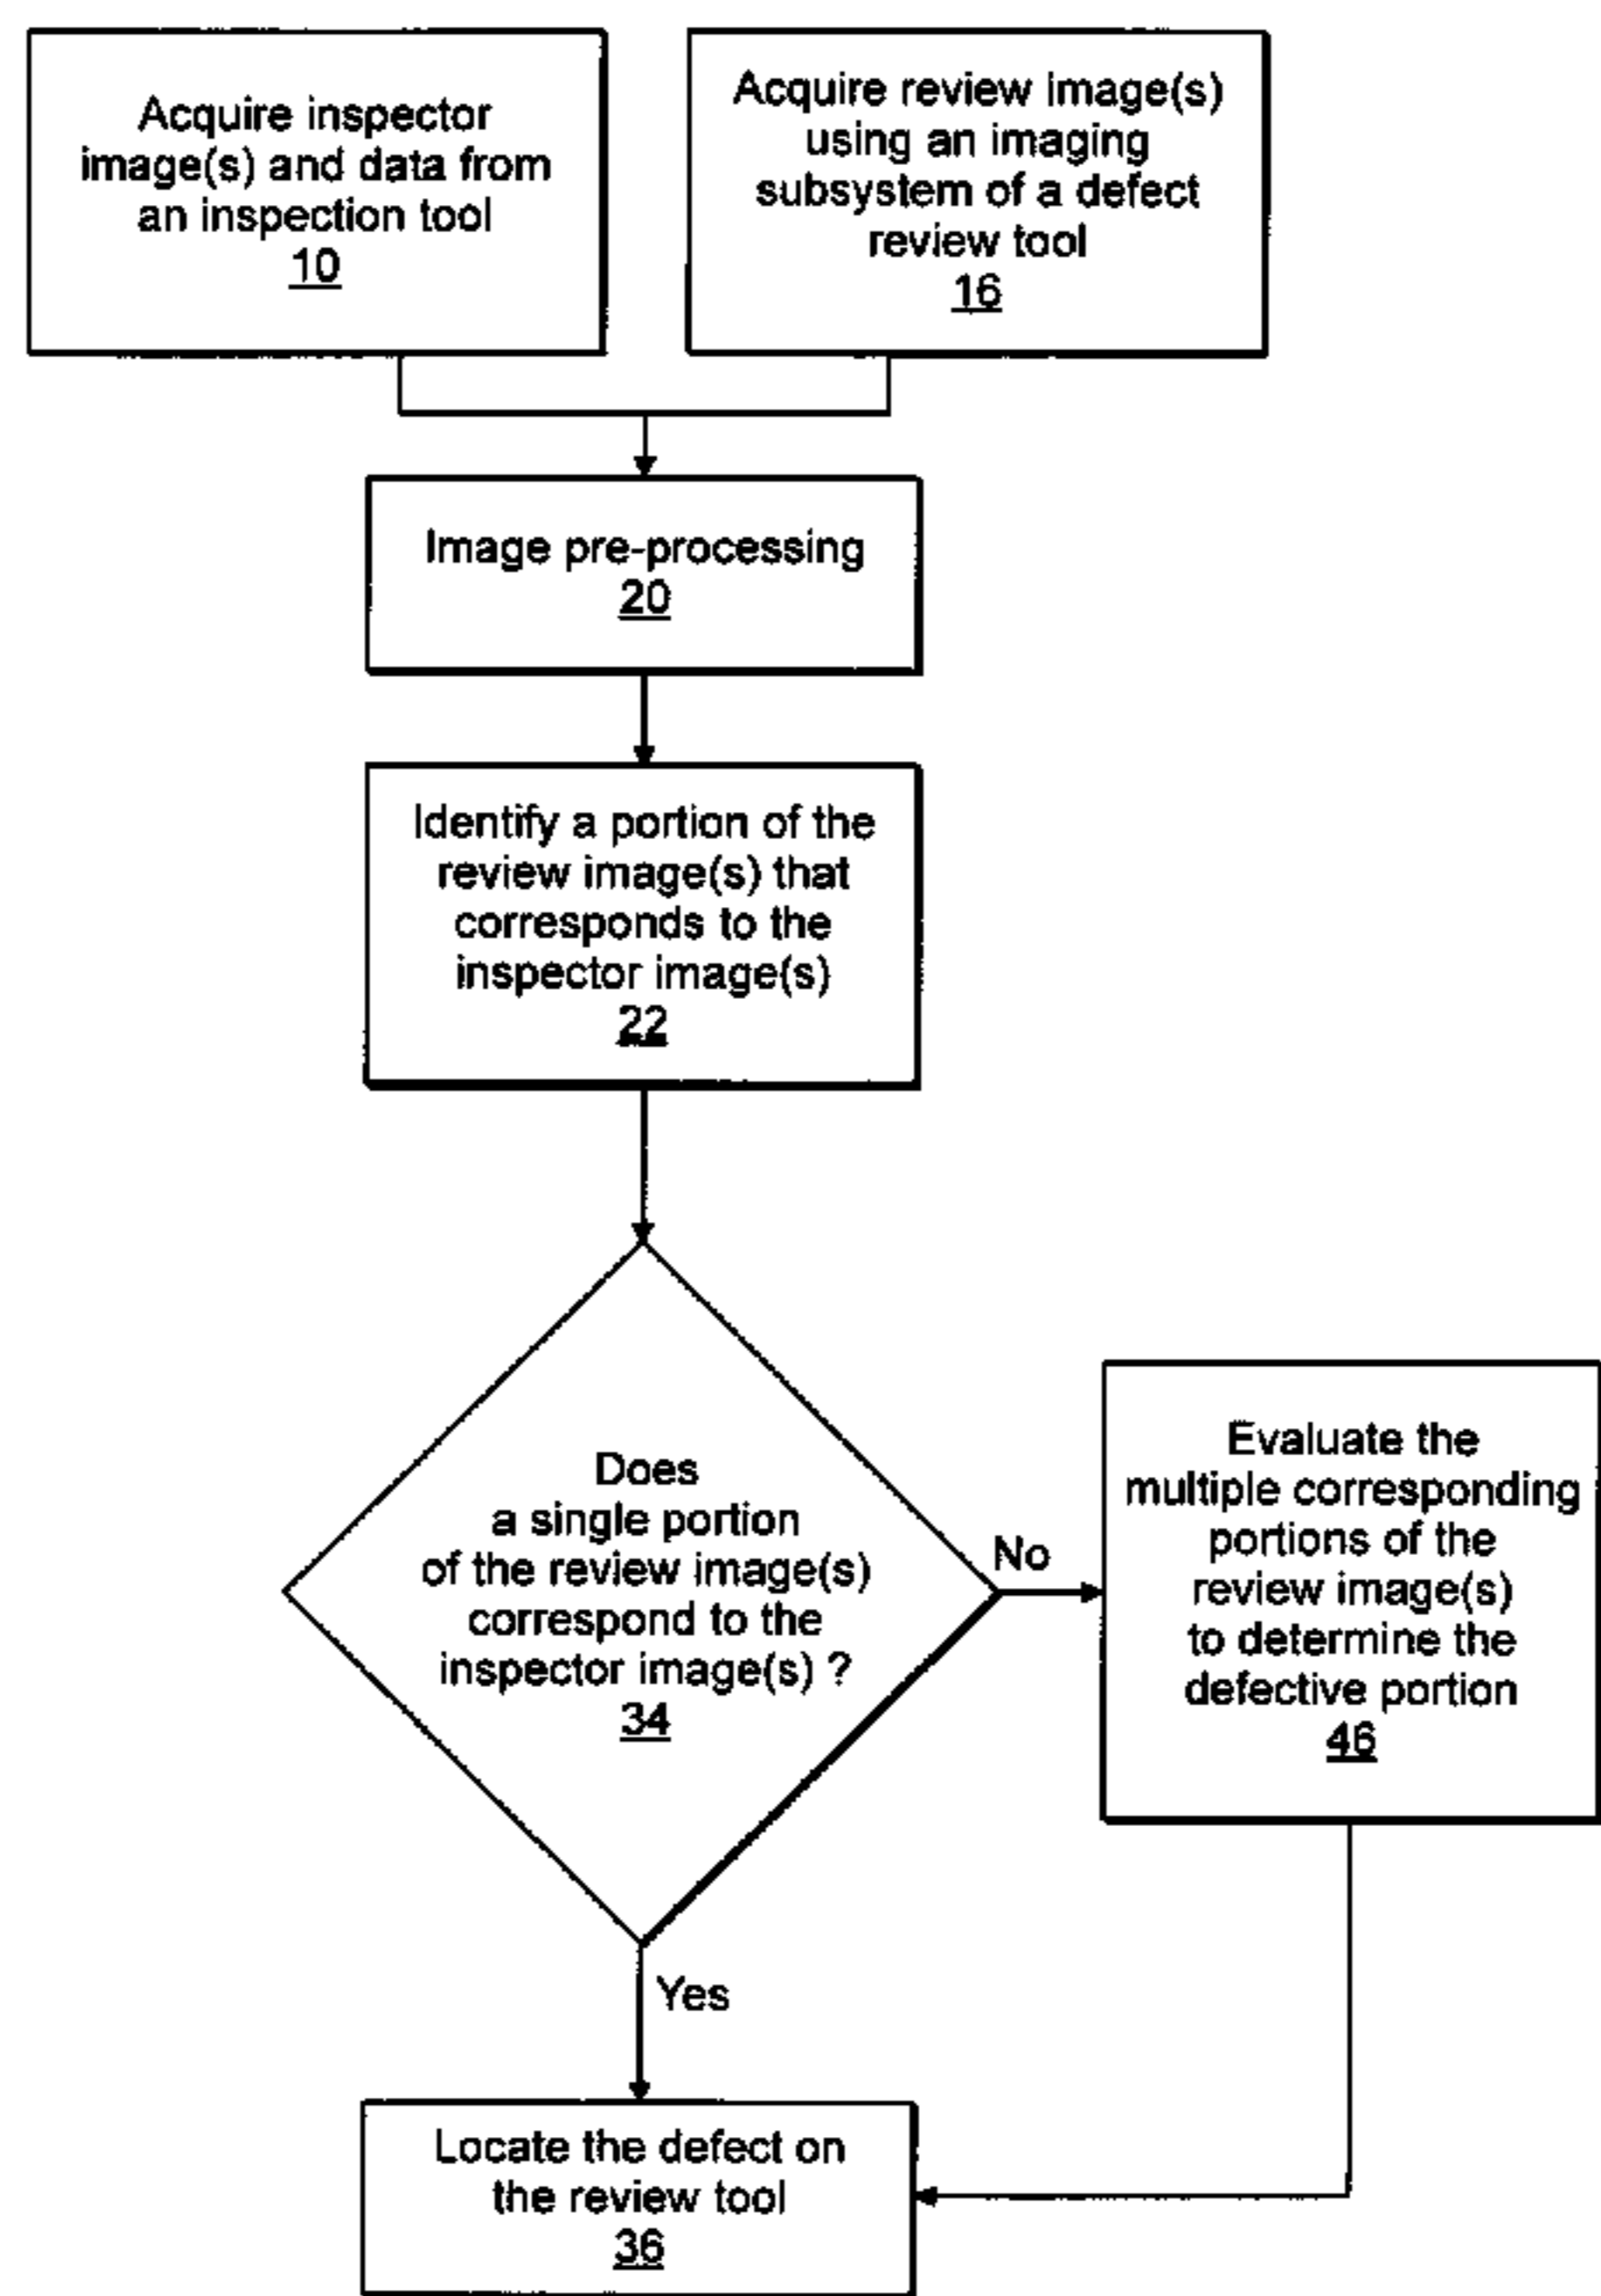 Acquire inspector
image(s) and data from
an inspection tool
10
Acquire review image(s)
using an imaging
subsystem of a defect
review tool
16
Image pre-processing
20
Identify a portion of the
review image(s) that
corresponds to the
inspector image(s)
22
Does
a single portion
of the review image(s)
correspond to the
inspector image(s) ?
34
No
Evaluate the
multiple corresponding
portions of the
review image(s)
to determine the
defective portion
46
Yes
Locate the defect on
the review tool
36